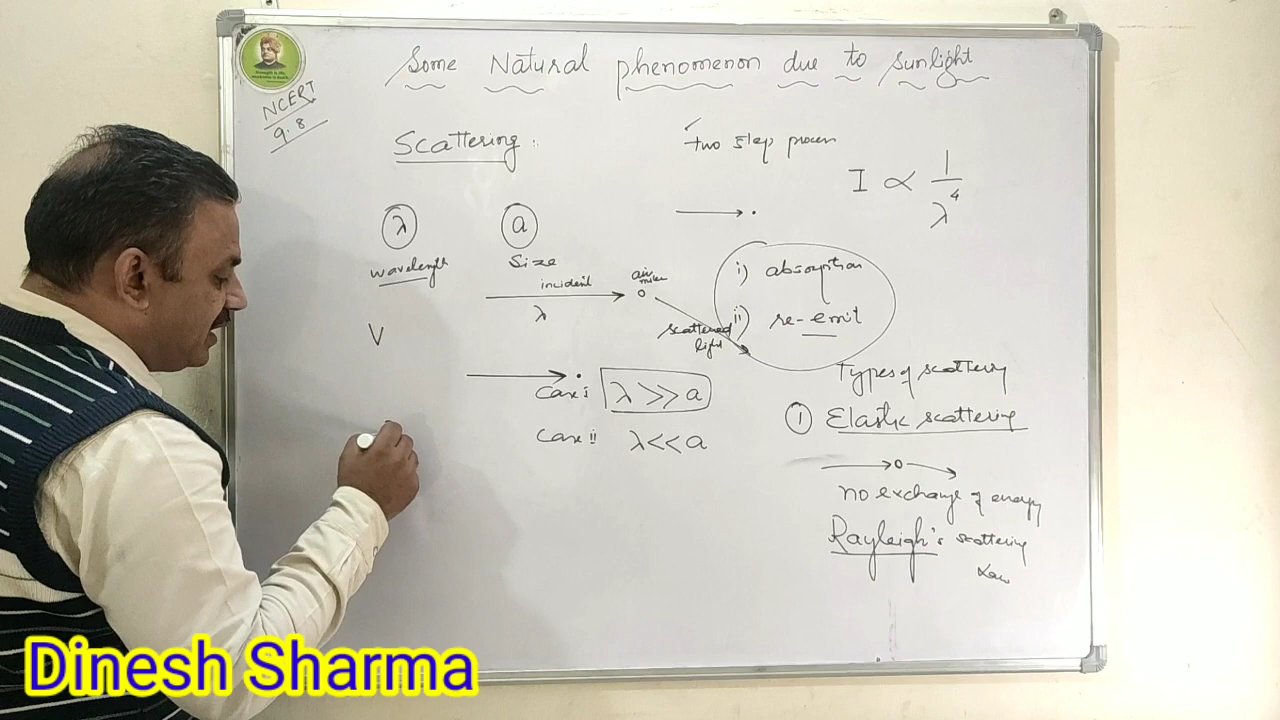 Some Natural phenomenon due to Sunlight
NCERT
9.8
Scattering :
two step process
I ∝ 1/λ⁴
λ
wavelength
a
Size
incident
λ
air
scattered
light
i) absorption
ii) re-emit
V
Case i λ >> a
Case ii λ << a
Types of scattering
① Elastic scattering
no exchange of energy
Rayleigh's scattering
Law
Dinesh Sharma